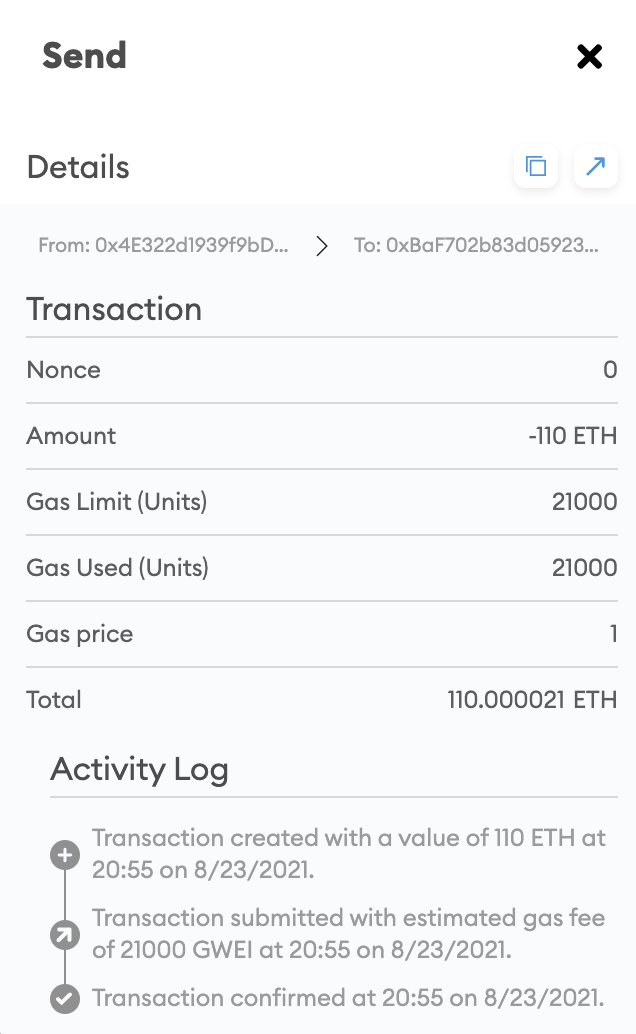 Send
Details
From: 0x4E322d1939f9bD... > To: 0xBaF702b83d05923...
Transaction
Nonce 0
Amount -110 ETH
Gas Limit (Units) 21000
Gas Used (Units) 21000
Gas price 1
Total 110.000021 ETH
Activity Log
Transaction created with a value of 110 ETH at
20:55 on 8/23/2021.
Transaction submitted with estimated gas fee
of 21000 GWEI at 20:55 on 8/23/2021.
Transaction confirmed at 20:55 on 8/23/2021.